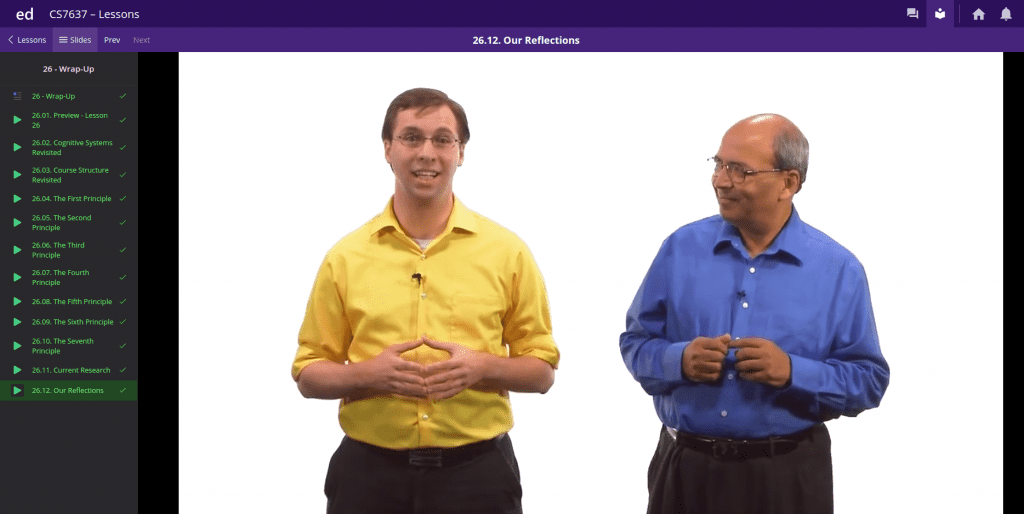 ed CS7637 – Lessons
Lessons Slides Prev Next 26.12. Our Reflections
26 - Wrap-Up
26 - Wrap-Up
26.01. Preview - Lesson
26
26.02. Cognitive Systems
Revisited
26.03. Course Structure
Revisited
26.04. The First Principle
26.05. The Second
Principle
26.06. The Third
Principle
26.07. The Fourth
Principle
26.08. The Fifth Principle
26.09. The Sixth Principle
26.10. The Seventh
Principle
26.11. Current Research
26.12. Our Reflections